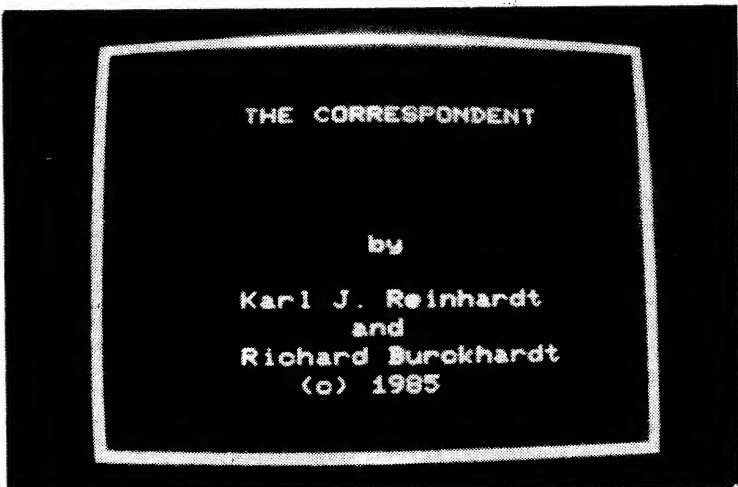 THE CORRESPONDENT
by
Karl J. Reinhardt
and
Richard Burckhardt
(c) 1985